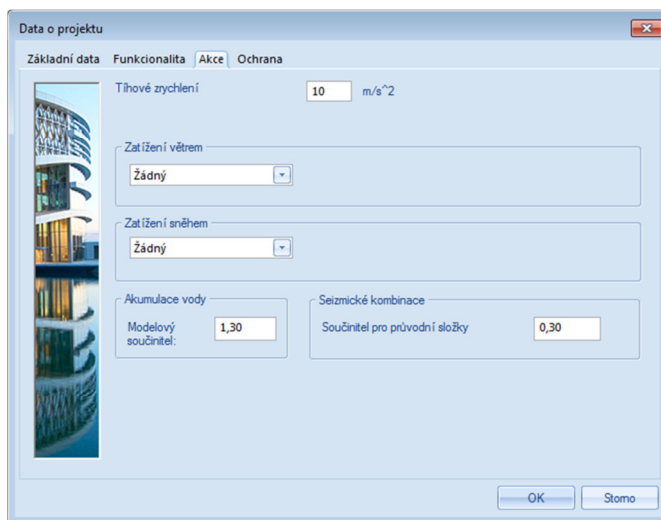 Data o projektu
Základní data Funkcionalita Akce Ochrana
Tíhové zrychlení 10 m/s^2
Zatížení větrem
Žádný
Zatížení sněhem
Žádný
Akumulace vody
Modelový součinitel: 1,30
Seizmické kombinace
Součinitel pro průvodní složky 0,30
OK Storno